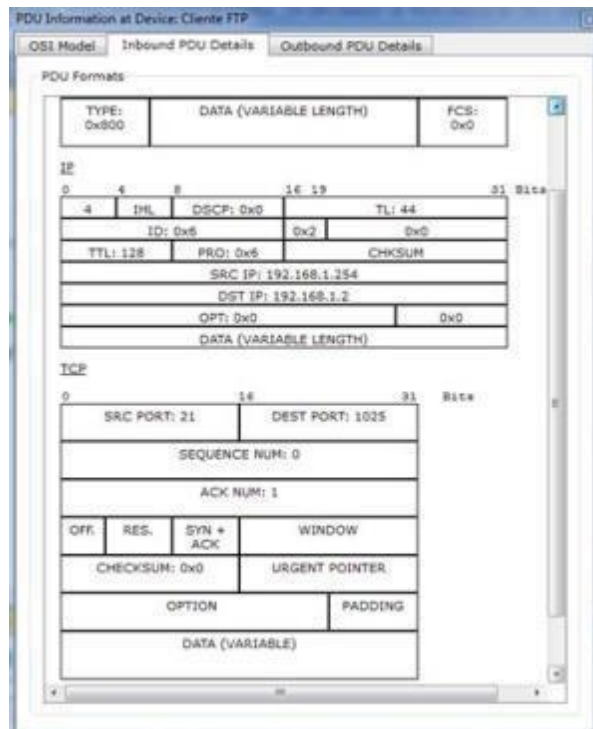 PDU Information at Device: Cliente FTP
OSI Model Inbound PDU Details Outbound PDU Details
PDU Formats
TYPE: 0x800 DATA (VARIABLE LENGTH) FCS: 0x0
IP
0 4 8 16 19 31 Bits
4 IHL DSCP: 0x0 TL: 44
ID: 0x6 0x2 0x0
TTL: 128 PRO: 0x6 CHKSUM
SRC IP: 192.168.1.254
DST IP: 192.168.1.2
OPT: 0x0 0x0
DATA (VARIABLE LENGTH)
TCP
0 16 31 Bits
SRC PORT: 21 DEST PORT: 1025
SEQUENCE NUM: 0
ACK NUM: 1
OFF. RES. SYN + ACK WINDOW
CHECKSUM: 0x0 URGENT POINTER
OPTION PADDING
DATA (VARIABLE)